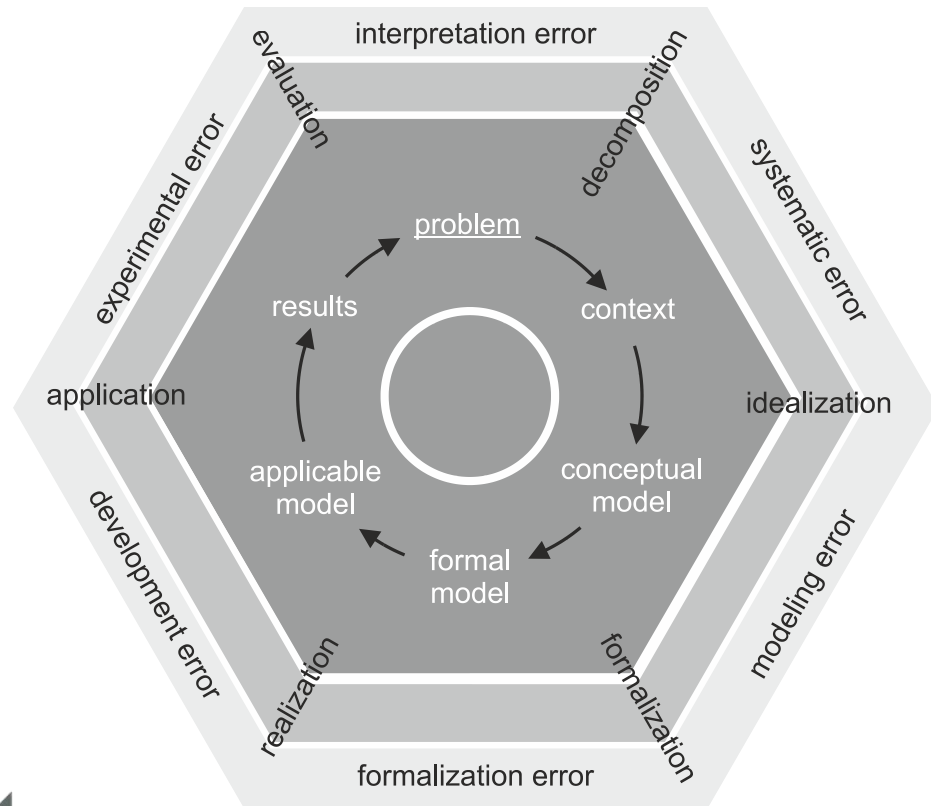 interpretation error
evaluation
decomposition
experimental error
systematic error
problem
results
context
application
idealization
applicable
model
conceptual
model
formal
model
development error
modeling error
realization
formalization
formalization error